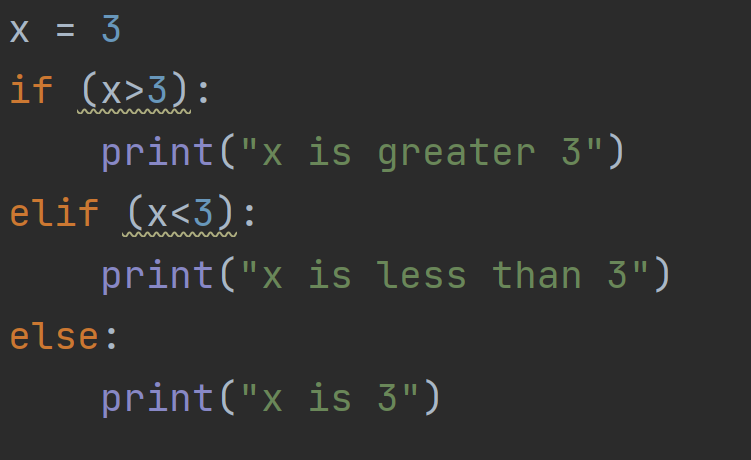 x = 3
if (x>3):
    print("x is greater 3")
elif (x<3):
    print("x is less than 3")
else:
    print("x is 3")